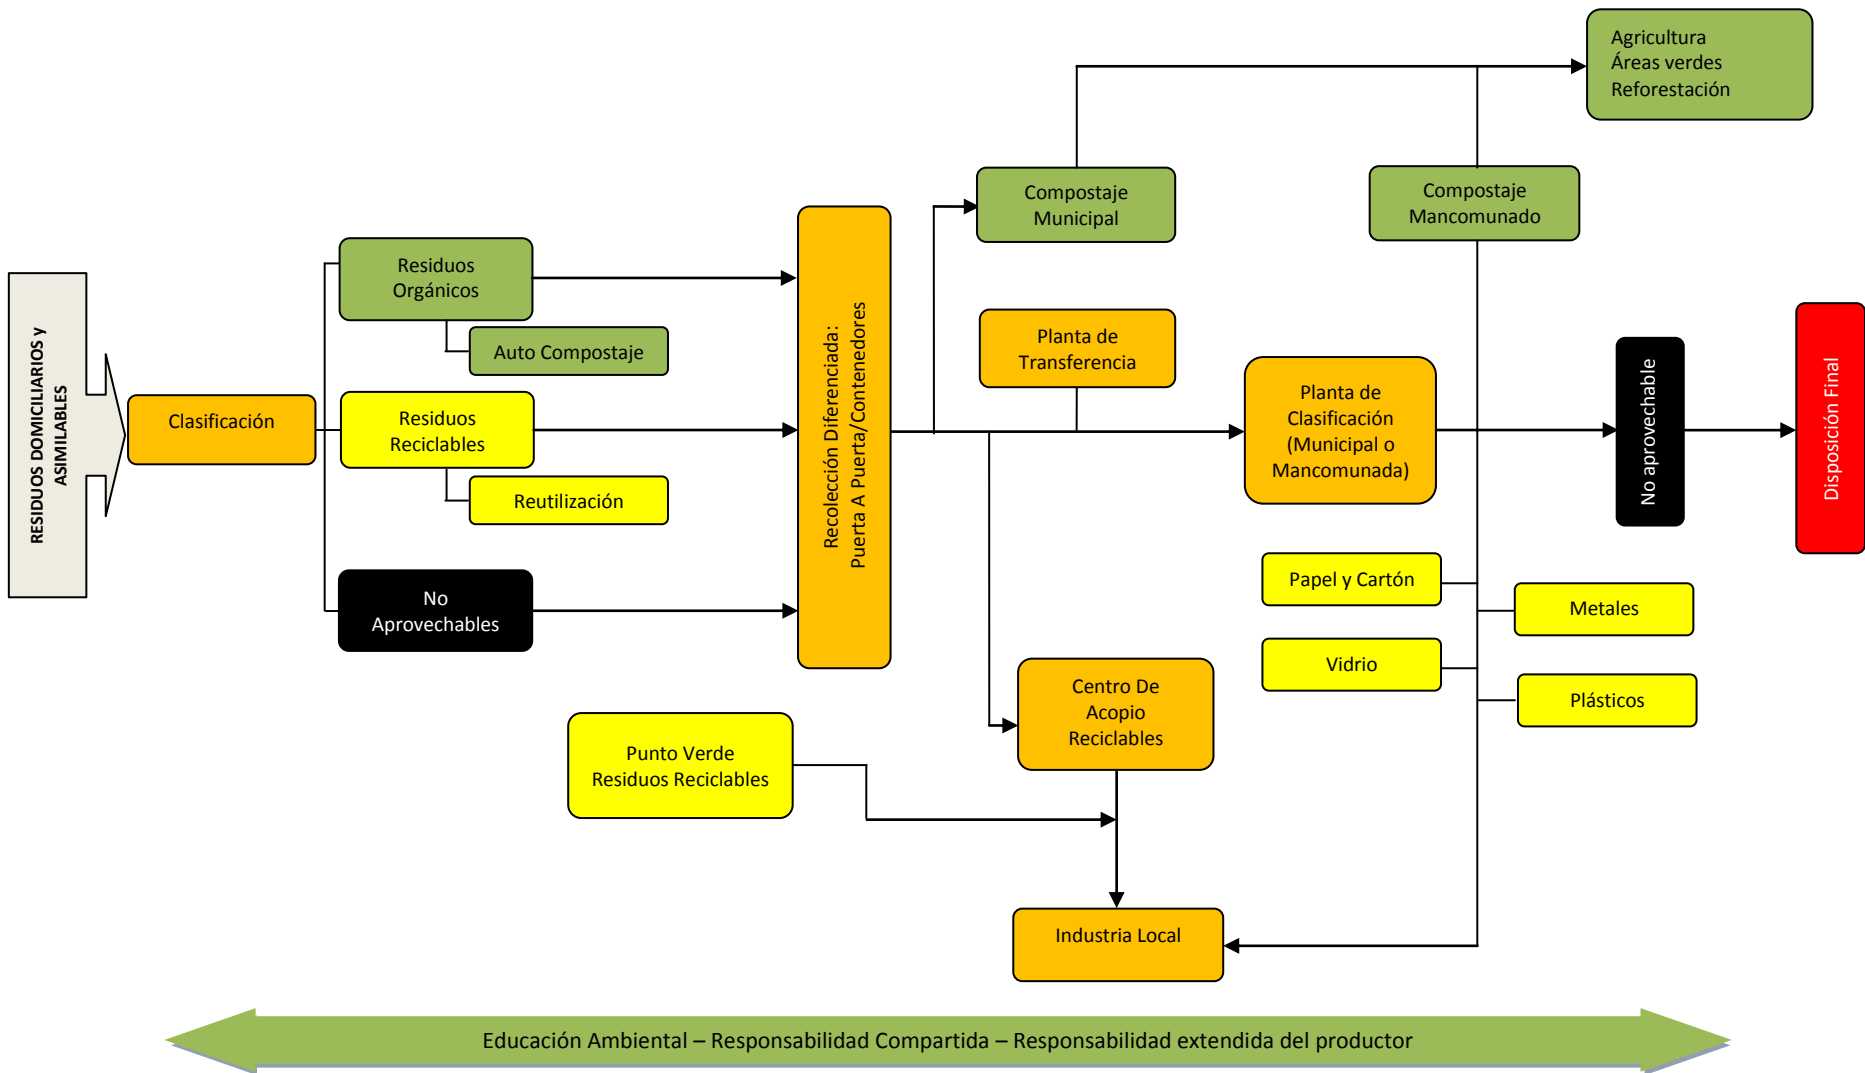 RESIDUOS DOMICILIARIOS y
ASIMILABLES
Clasificación
Residuos
Orgánicos
Auto Compostaje
Residuos
Reciclables
Reutilización
No
Aprovechables
Recolección Diferenciada:
Puerta A Puerta/Contenedores
Punto Verde
Residuos Reciclables
Compostaje
Municipal
Planta de
Transferencia
Centro De
Acopio
Reciclables
Industria Local
Planta de
Clasificación
(Municipal o
Mancomunada)
Compostaje
Mancomunado
Agricultura
Áreas verdes
Reforestación
Papel y Cartón
Metales
Vidrio
Plásticos
No aprovechable
Disposición Final
Educación Ambiental – Responsabilidad Compartida – Responsabilidad extendida del productor